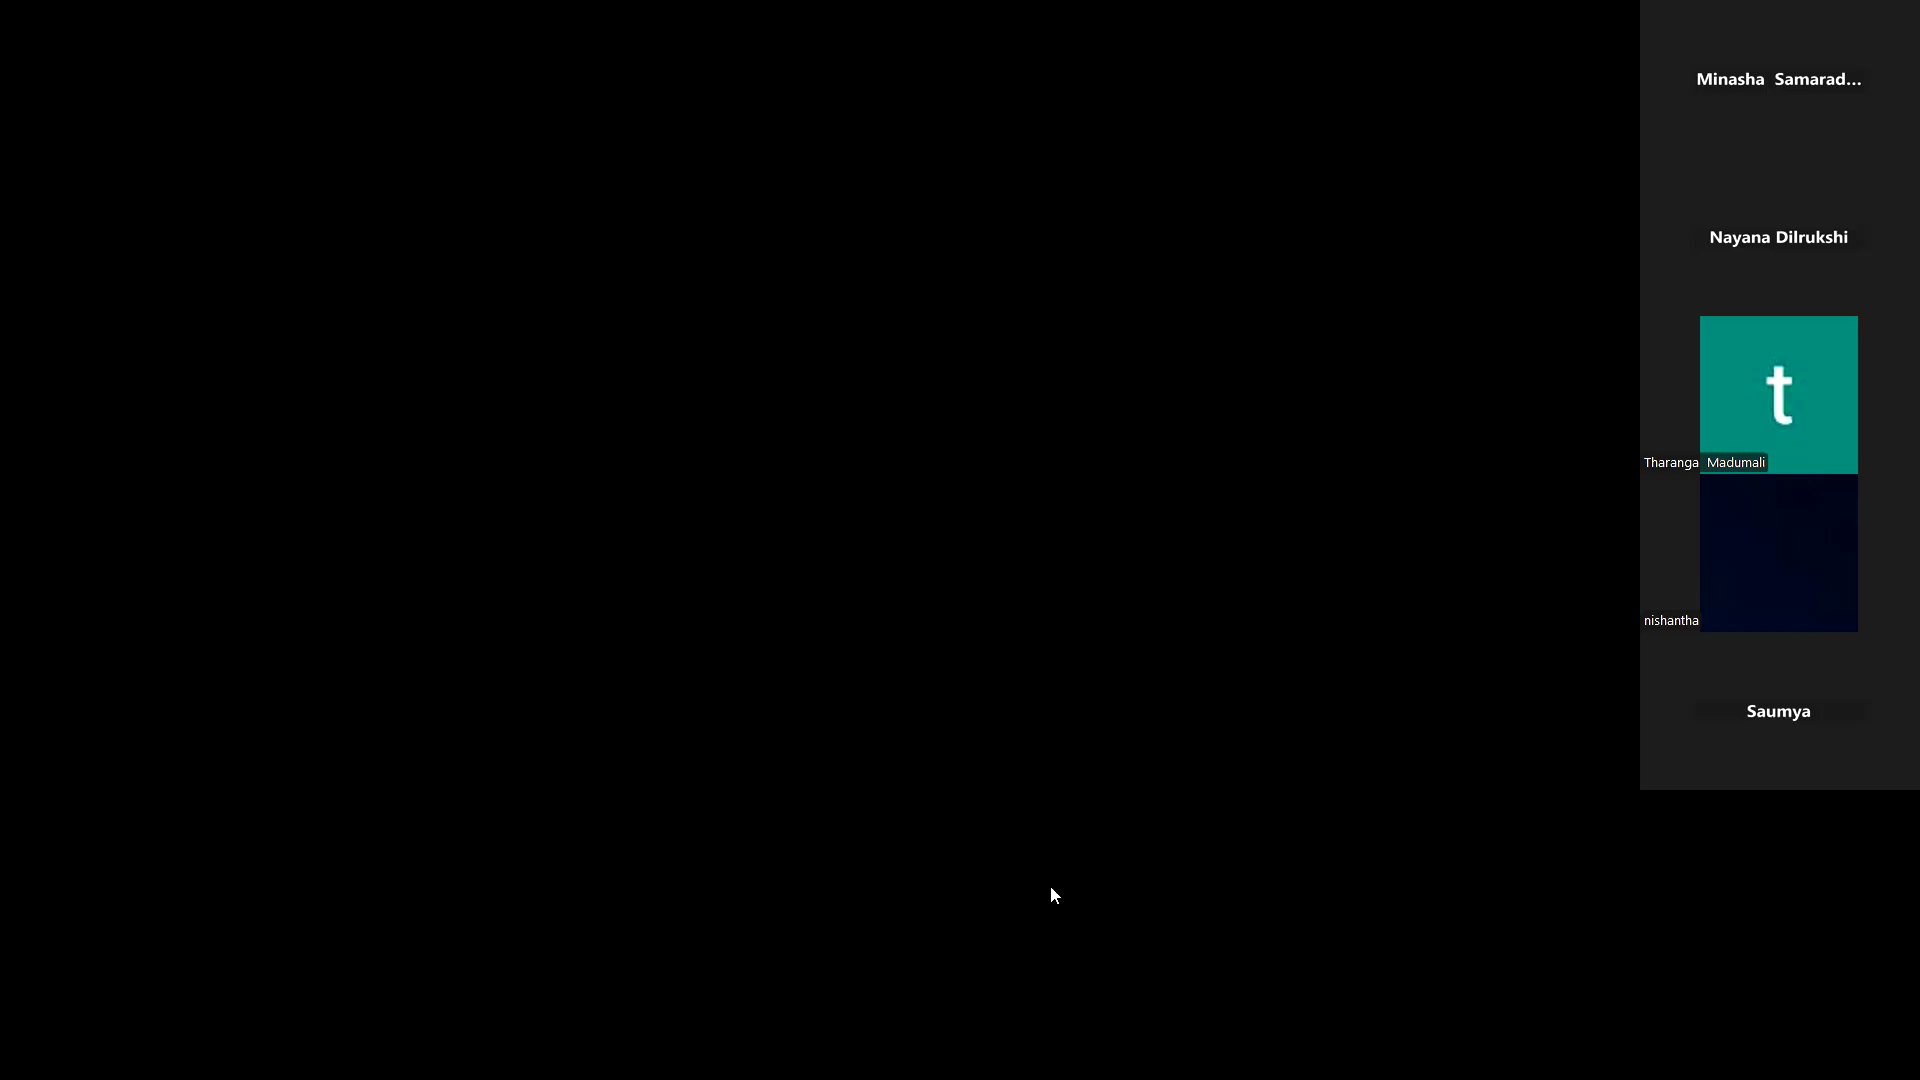 Minasha  Samarad...
Nayana Dilrukshi
t
Tharanga  Madumali
nishantha
Saumya